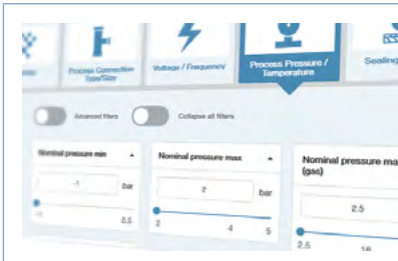 Process Connection
Type/Size
Voltage / Frequency
Process Pressure /
Temperature
Sealing
Advanced filters
Collapse all filters
Nominal pressure min
-1
bar
-1
0.5
Nominal pressure max
2
bar
2
4
5
Nominal pressure ma
(gas)
2.5
2.5
16